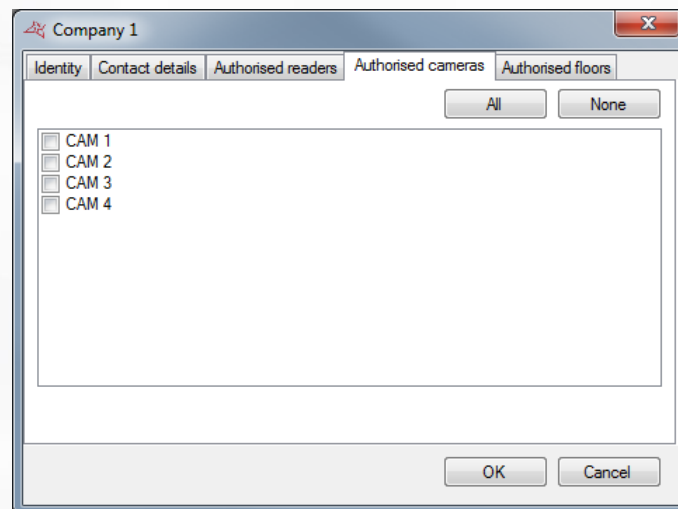 Company 1
Identity Contact details Authorised readers Authorised cameras Authorised floors
All None
CAM 1
CAM 2
CAM 3
CAM 4
OK Cancel